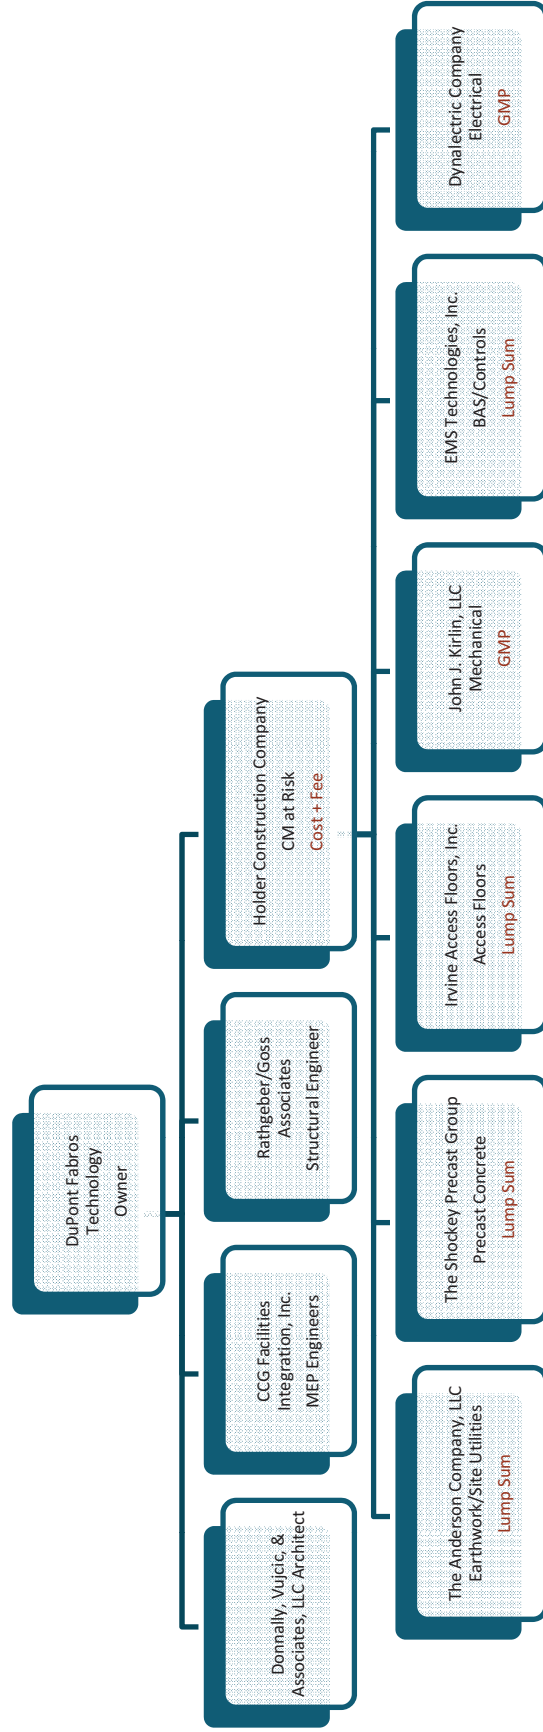 DuPont Fabros
Technology
Owner
Donnally, Vujcic, &
Associates, LLC Architect
CCG Facilities
Integration, Inc.
MEP Engineers
Rathgeber/Goss
Associates
Structural Engineer
Holder Construction Company
CM at Risk
Cost + Fee
The Anderson Company, LLC
Earthwork/Site Utilities
Lump Sum
The Shockey Precast Group
Precast Concrete
Lump Sum
Irvine Access Floors, Inc.
Access Floors
Lump Sum
John J. Kirlin, LLC
Mechanical
GMP
EMS Technologies, Inc.
BAS/Controls
Lump Sum
Dynalectric Company
Electrical
GMP